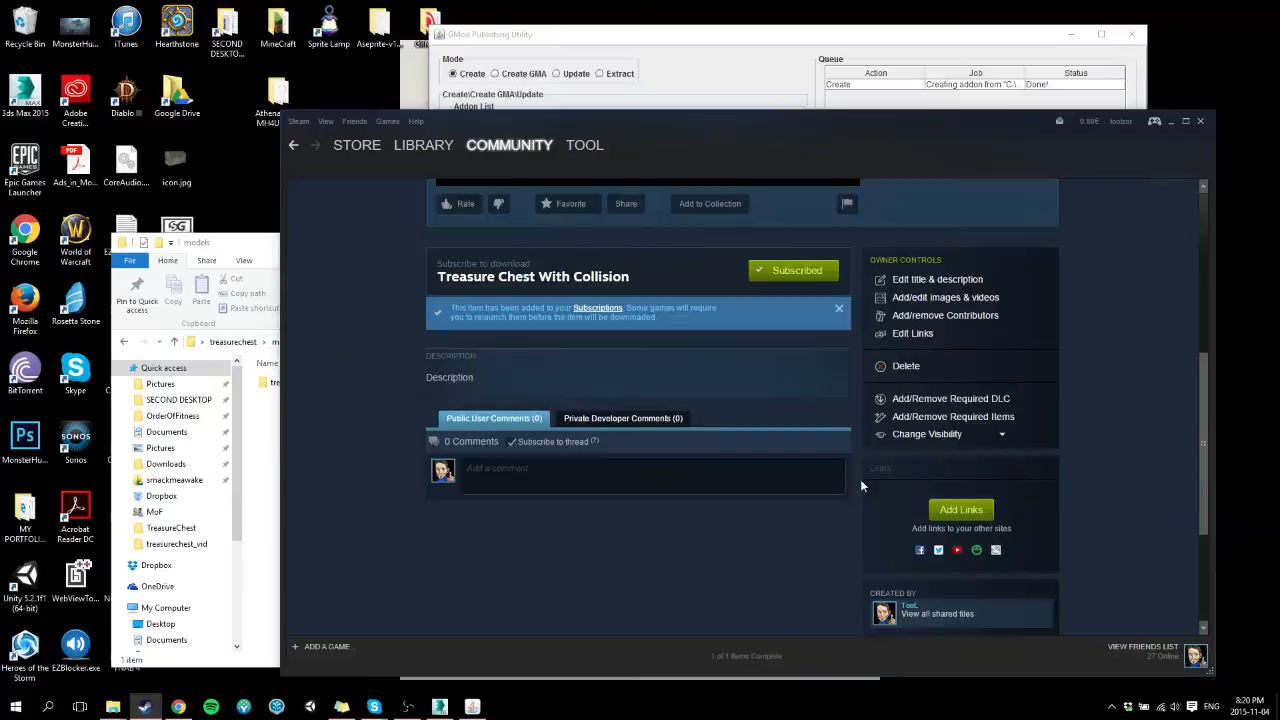 Recycle Bin
MonsterHu...
iTunes
Hearthstone
SECOND DESKTO...
MineCraft
Sprite Lamp
Aseprite-v1...
GMod Publishing Utility
Mode
Create
Create GMA
Update
Extract
Queue
Action
Job
Status
Create
Creating addon from "C:\
Done!
Create\Create GMA\Update
Addon List
3ds Max 2015
Adobe Creati...
Diablo III
Google Drive
Athena MH4U...
Epic Games Launcher
Ads_in_Mo...
CoreAudio...
icon.jpg
Google Chrome
World of Warcraft
Mozilla Firefox
Rosetta Stone
BitTorrent
Skype
MonsterHu...
Sonos
MY PORTFOLI...
Acrobat Reader DC
Unity 5.2.1f1 (64-bit)
WebViewTo...
Heroes of the Storm
EZBlocker.exe
Steam
View
Friends
Games
Help
0.80€
toolzor
STORE
LIBRARY
COMMUNITY
TOOL
Rate
Favorite
Share
Add to Collection
Subscribe to download
Treasure Chest With Collision
Subscribed
This item has been added to your Subscriptions. Some games will require
you to relaunch them before the item will be downloaded.
DESCRIPTION
Description
Public User Comments (0)
Private Developer Comments (0)
0 Comments
Subscribe to thread (?)
Add a comment
OWNER CONTROLS
Edit title & description
Add/edit images & videos
Add/remove Contributors
Edit Links
Delete
Add/Remove Required DLC
Add/Remove Required Items
Change Visibility
LINKS
Add Links
Add links to your other sites
CREATED BY
TooL
View all shared files
ADD A GAME...
1 of 1 Items Complete
VIEW FRIENDS LIST
27 Online
models
File
Home
Share
View
Pin to Quick access
Copy
Paste
Cut
Copy path
Paste shortcut
Clipboard
treasurechest
Name
Quick access
Pictures
SECOND DESKTOP
OrderOfFitness
Documents
Pictures
Downloads
smackmeawake
Dropbox
MoF
TreasureChest
treasurechest_vid
Dropbox
OneDrive
My Computer
Desktop
Documents
1 item
ENG
8:20 PM
2015-11-04